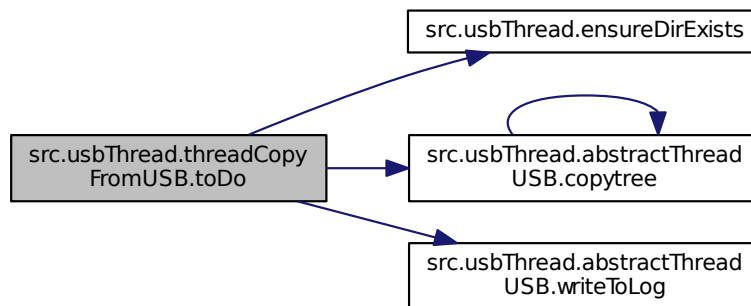 src.usbThread.ensureDirExists
src.usbThread.threadCopy
FromUSB.toDo
src.usbThread.abstractThread
USB.copytree
src.usbThread.abstractThread
USB.writeToLog